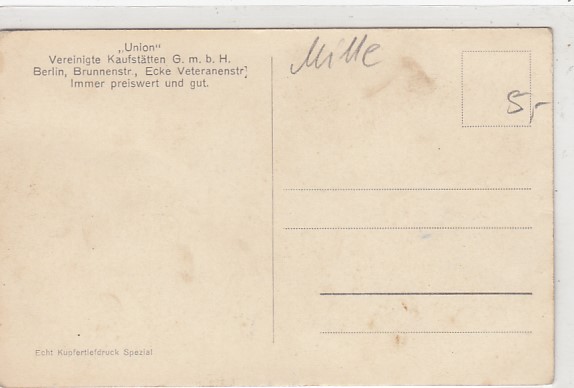 „Union“
Vereinigte Kaufstätten G. m. b. H.
Berlin, Brunnenstr., Ecke Veteranenstr]
Immer preiswert und gut.
Mitte
5,-
Echt Kupfertiefdruck Spezial